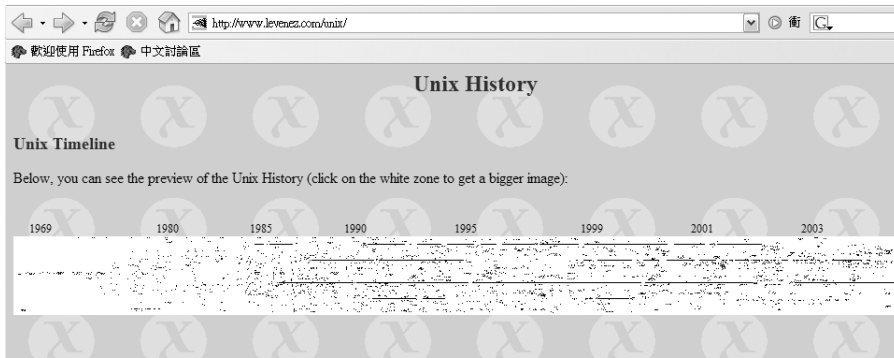 http://www.levenez.com/unix/
衝
G
歡迎使用 Firefox 中文討論區
Unix History
Unix Timeline
Below, you can see the preview of the Unix History (click on the white zone to get a bigger image):
1969 1980 1985 1990 1995 1999 2001 2003